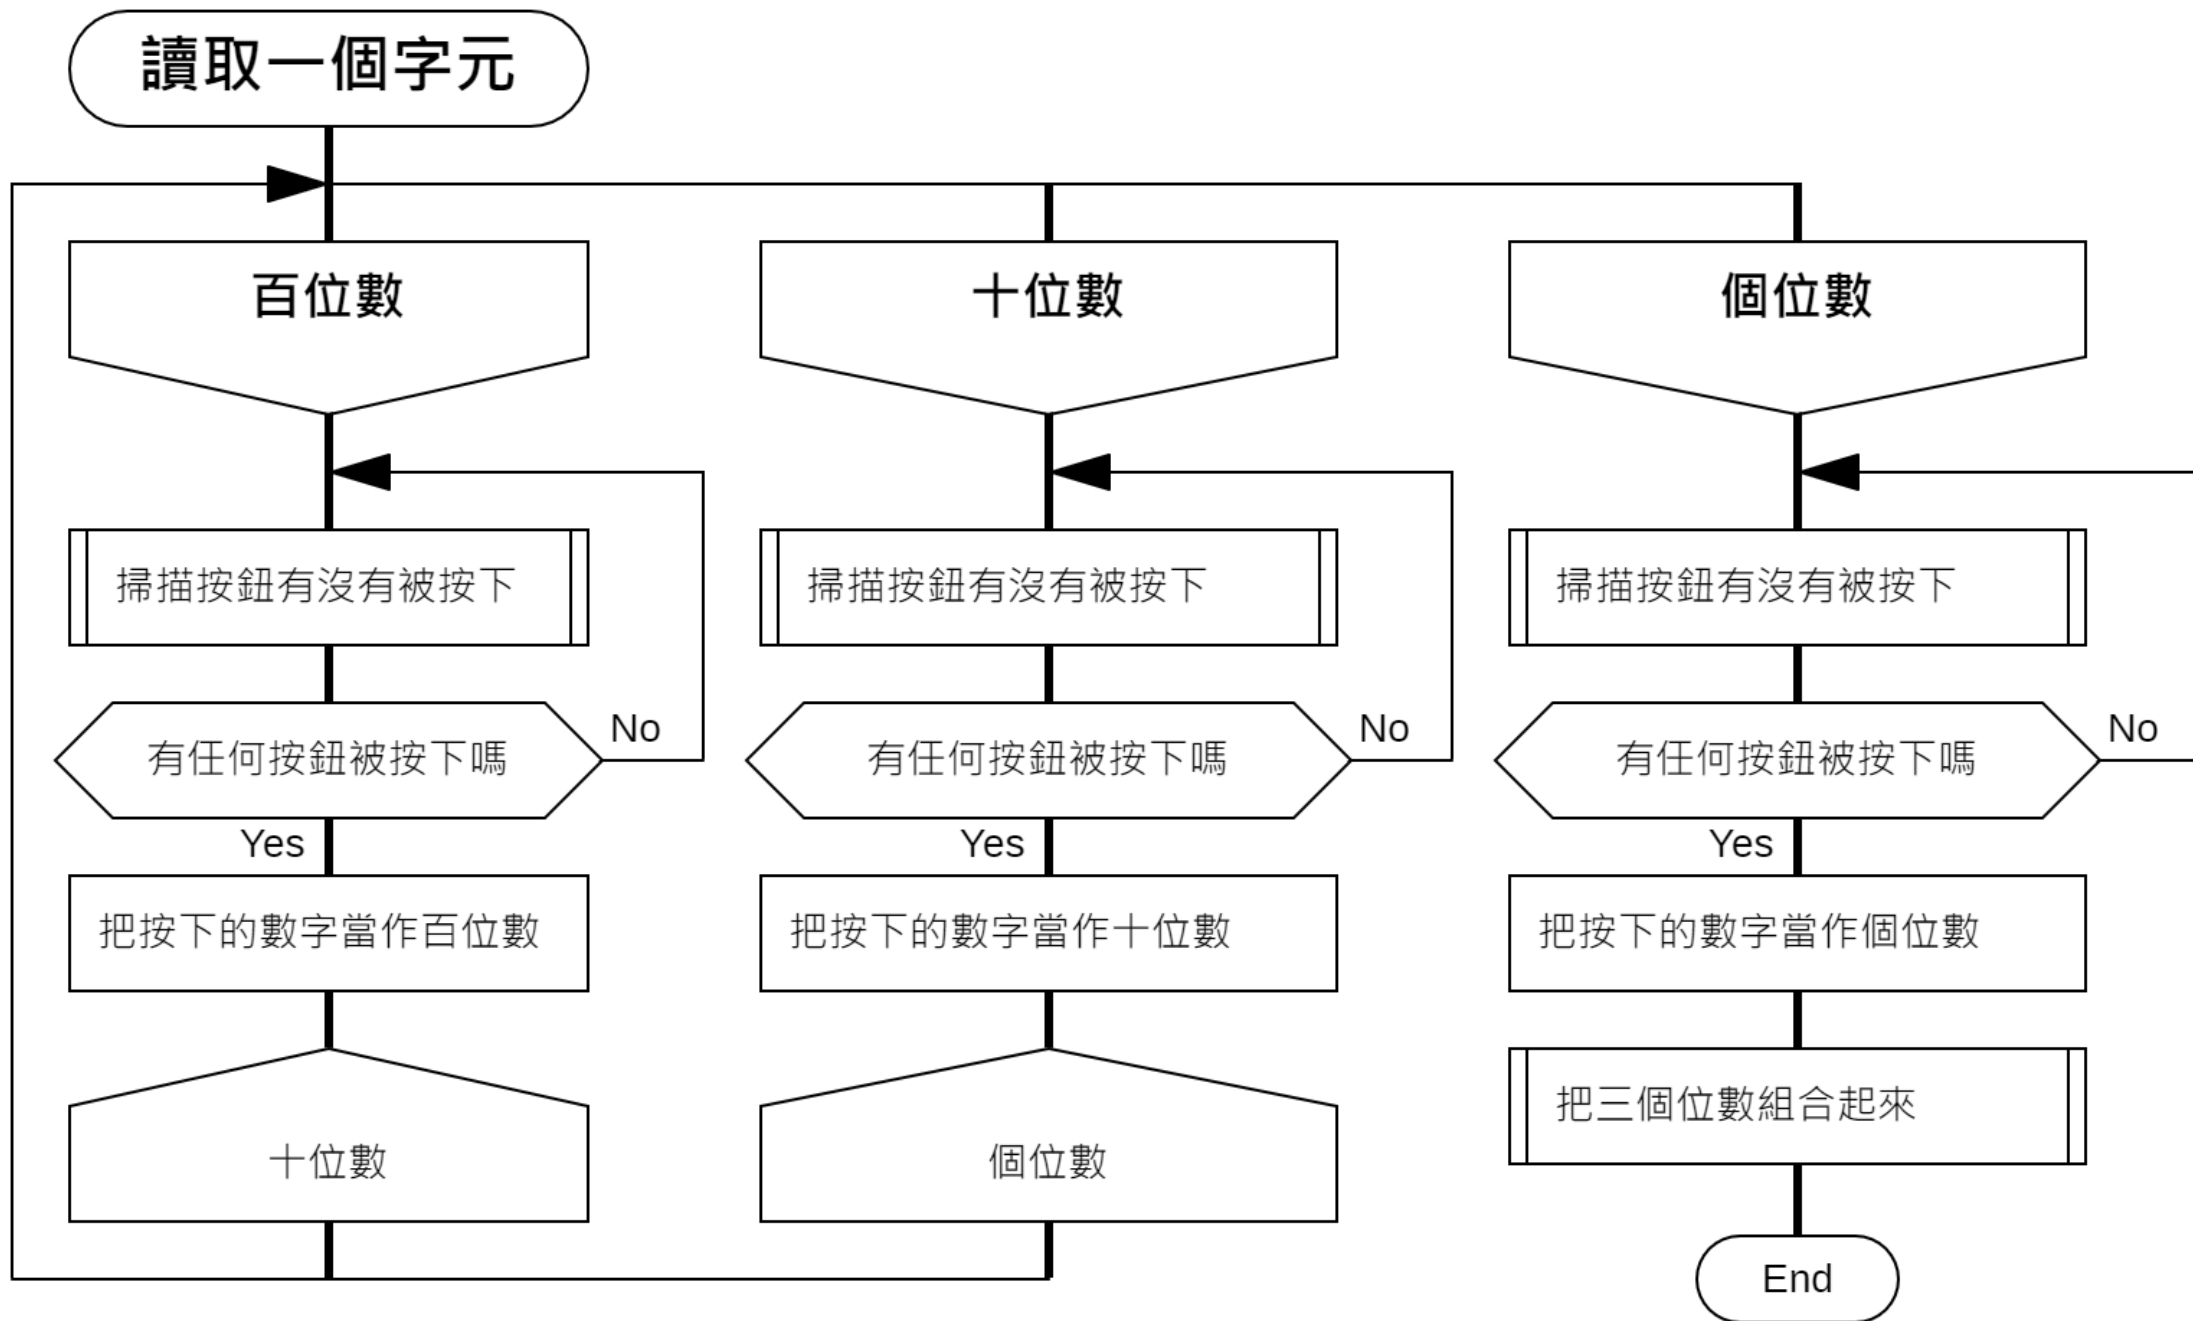 讀取一個字元
百位數
掃描按鈕有沒有被按下
有任何按鈕被按下嗎
No
Yes
把按下的數字當作百位數
十位數
十位數
掃描按鈕有沒有被按下
有任何按鈕被按下嗎
No
Yes
把按下的數字當作十位數
個位數
個位數
掃描按鈕有沒有被按下
有任何按鈕被按下嗎
No
Yes
把按下的數字當作個位數
把三個位數組合起來
End